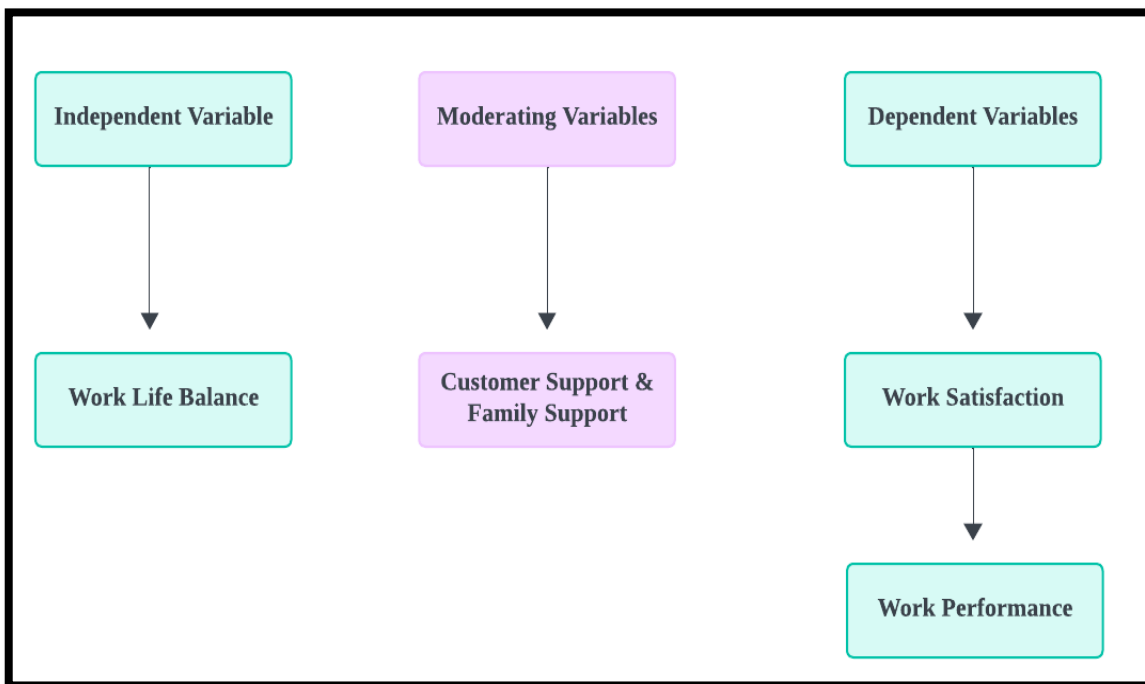 Independent Variable
Moderating Variables
Dependent Variables
Work Life Balance
Customer Support &
Family Support
Work Satisfaction
Work Performance